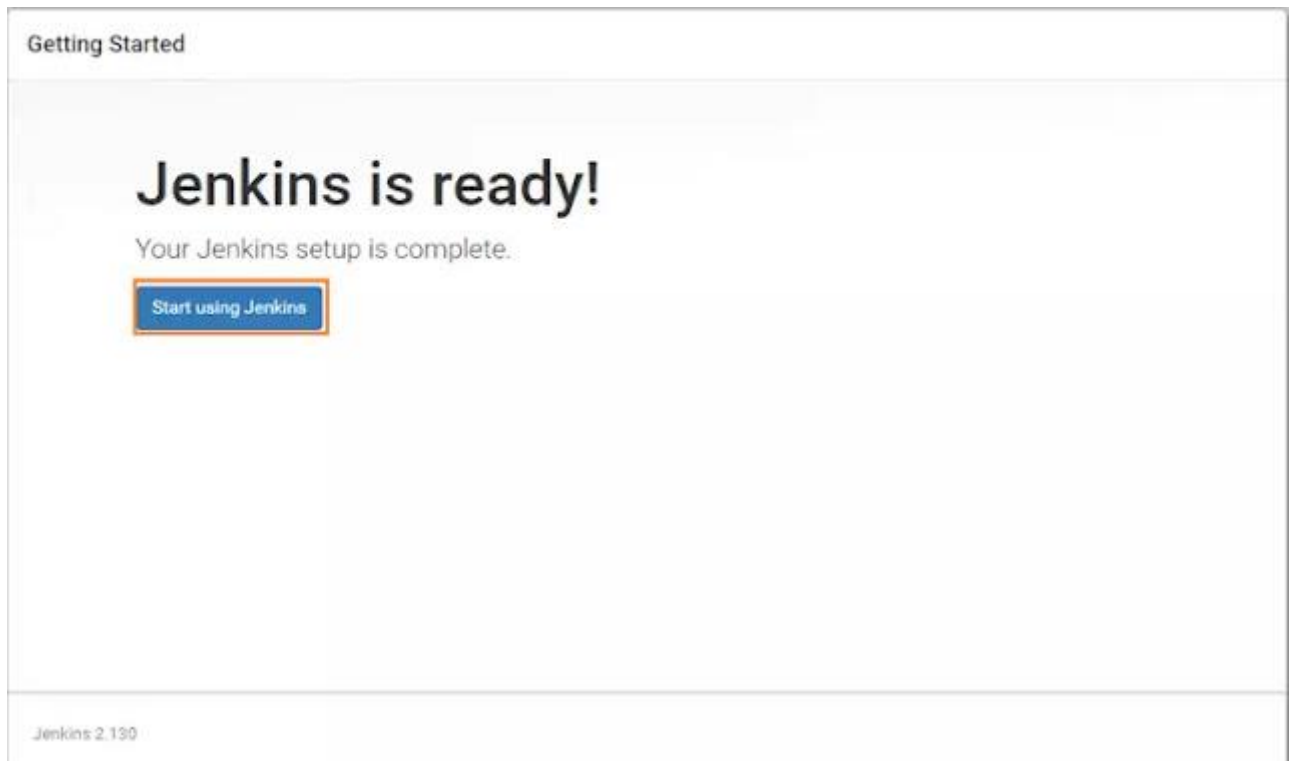 Getting Started
Jenkins is ready!
Your Jenkins setup is complete.
Start using Jenkins
Jenkins 2.130